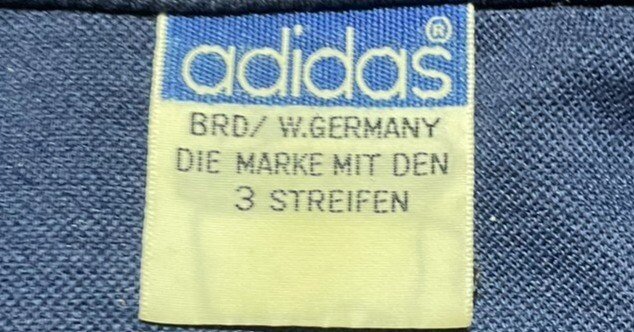 adidas®
BRD/ W.GERMANY
DIE MARKE MIT DEN
3 STREIFEN